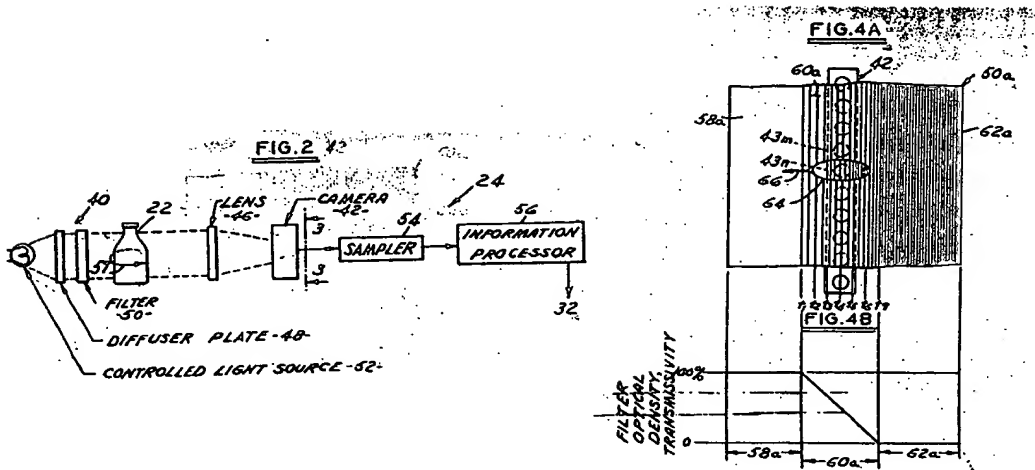 FIG.2
40
22
LENS
-46-
CAMERA
-42-
24
3
54
SAMPLER
56
INFORMATION
PROCESSOR
3
32
57
FILTER
-50-
DIFFUSER PLATE-48-
CONTROLLED LIGHT SOURCE-52-
FIG.4A
60a
42
50a
58a
62a
43m
43n
66
64
FIG.4B
FILTER
OPTICAL
DENSITY,
TRANSMISSIVITY
100%
0
58a
60a
62a